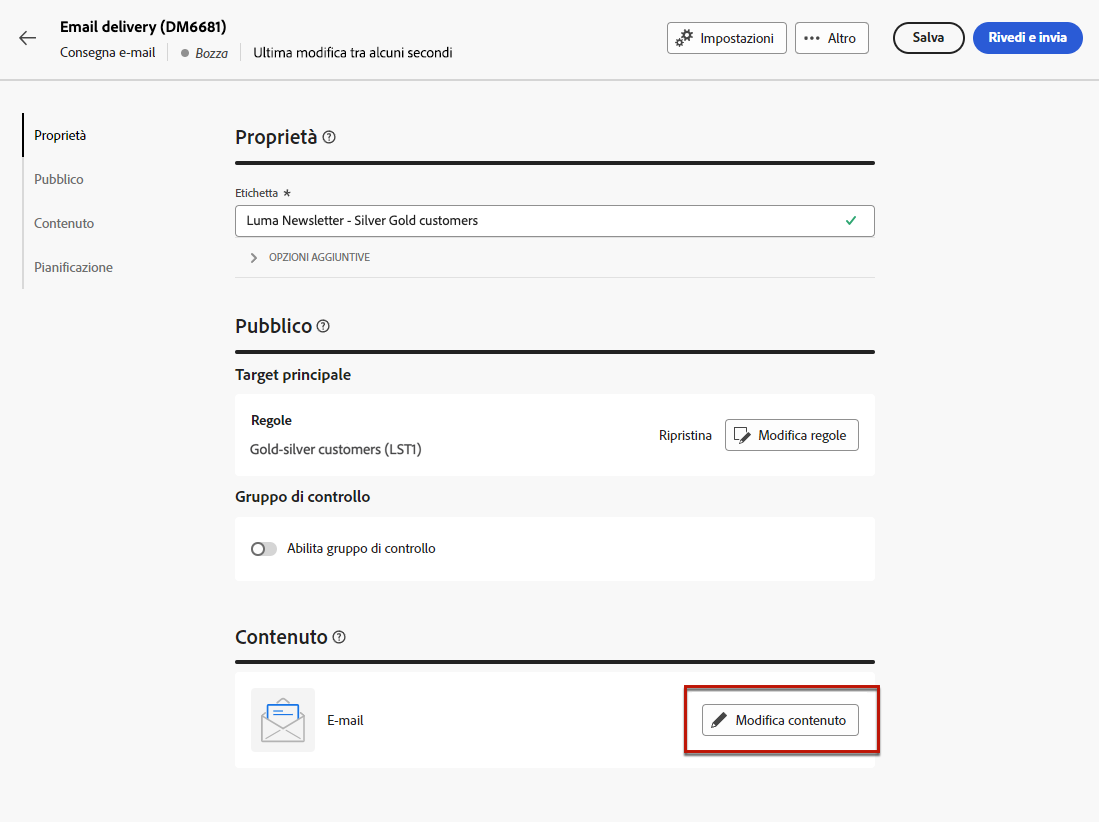 Email delivery (DM6681)
Consegna e-mail
Bozza
Ultima modifica tra alcuni secondi
Impostazioni
Altro
Salva
Rivedi e invia
Proprietà
Pubblico
Contenuto
Pianificazione
Proprietà
Etichetta *
Luma Newsletter - Silver Gold customers
OPZIONI AGGIUNTIVE
Pubblico
Target principale
Regole
Gold-silver customers (LST1)
Ripristina
Modifica regole
Gruppo di controllo
Abilita gruppo di controllo
Contenuto
E-mail
Modifica contenuto